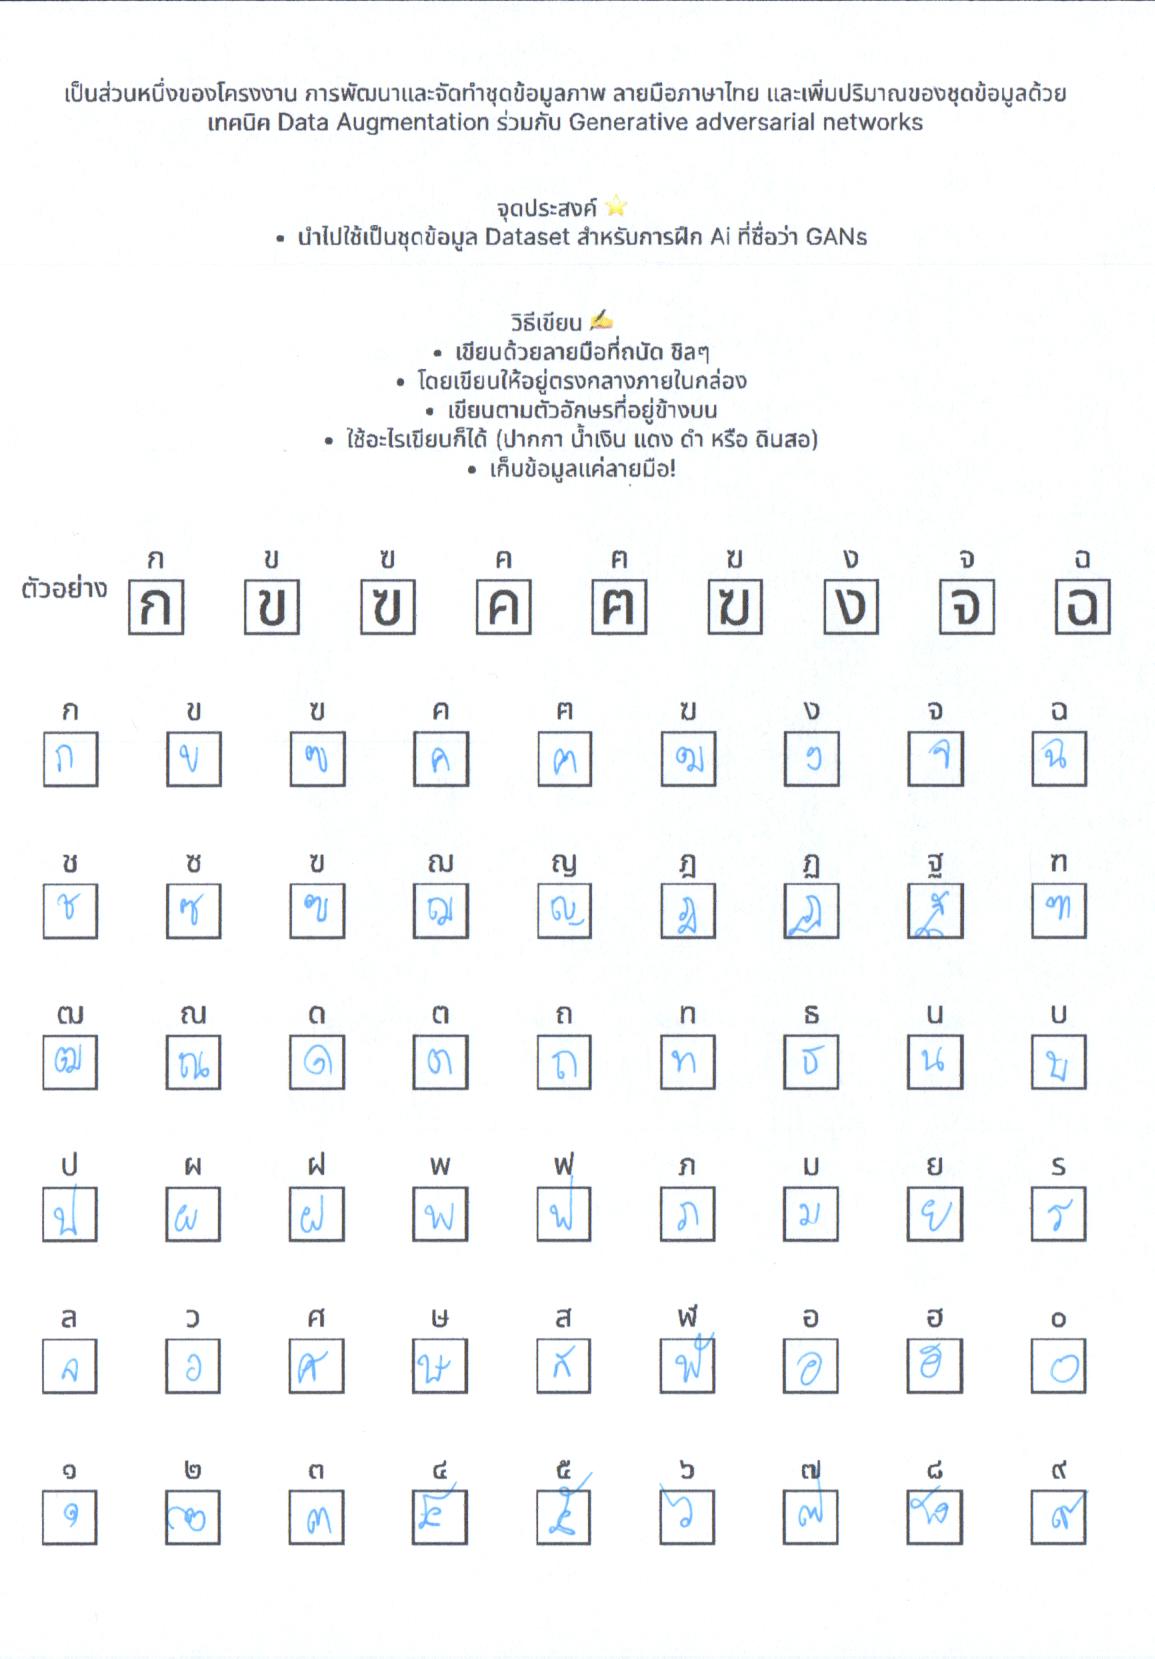 เป็นส่วนหนึ่งของโครงงาน การพัฒนาและจัดทำชุดข้อมูลภาพ ลายมือภาษาไทย และเพิ่มปริมาณของชุดข้อมูลด้วย
เทคนิค Data Augmentation ร่วมกับ Generative adversarial networks
จุดประสงค์ ⭐
• นำไปใช้เป็นชุดข้อมูล Dataset สำหรับการฝึก Ai ที่ชื่อว่า GANs
วิธีเขียน ✍
• เขียนด้วยลายมือที่ถนัด ชิลๆ
• โดยเขียนให้อยู่ตรงกลางภายในกล่อง
• เขียนตามตัวอักษรที่อยู่ข้างบน
• ใช้อะไรเขียนก็ได้ (ปากกา น้ำเงิน แดง ดำ หรือ ดินสอ)
• เก็บข้อมูลแค่ลายมือ!
ก ข ฃ ค ฅ ฆ ง จ ฉ
ตัวอย่าง ก ข ฃ ค ฅ ฆ ง จ ฉ
ก ข ฃ ค ฅ ฆ ง จ ฉ
ก ข ฃ ค ฅ ฆ ง จ ฉ
ช ซ ฃ ฌ ญ ฎ ฏ ฐ ฑ
ช ซ ฃ ฌ ญ ฎ ฏ ฐ ฑ
ฒ ณ ด ต ถ ท ธ น บ
ฒ ณ ด ต ถ ท ธ น บ
ป ผ ฝ พ ฟ ภ ม ย ร
ป ผ ฝ พ ฟ ภ ม ย ร
ล ว ศ ษ ส ฬ อ ฮ ๐
ล ว ศ ษ ส ฬ อ ฮ ๐
๑ ๒ ๓ ๔ ๕ ๖ ๗ ๘ ๙
๑ ๒ ๓ ๔ ๕ ๖ ๗ ๘ ๙